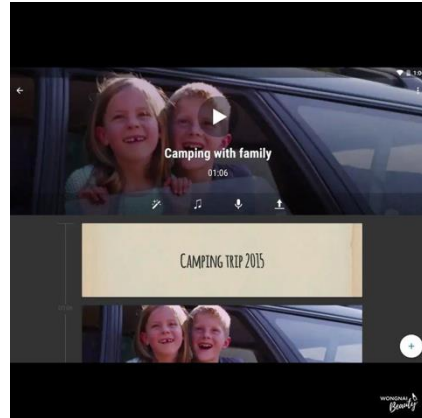 Camping with family
01:06
CAMPING TRIP 2015
WONGNAI
Beauty